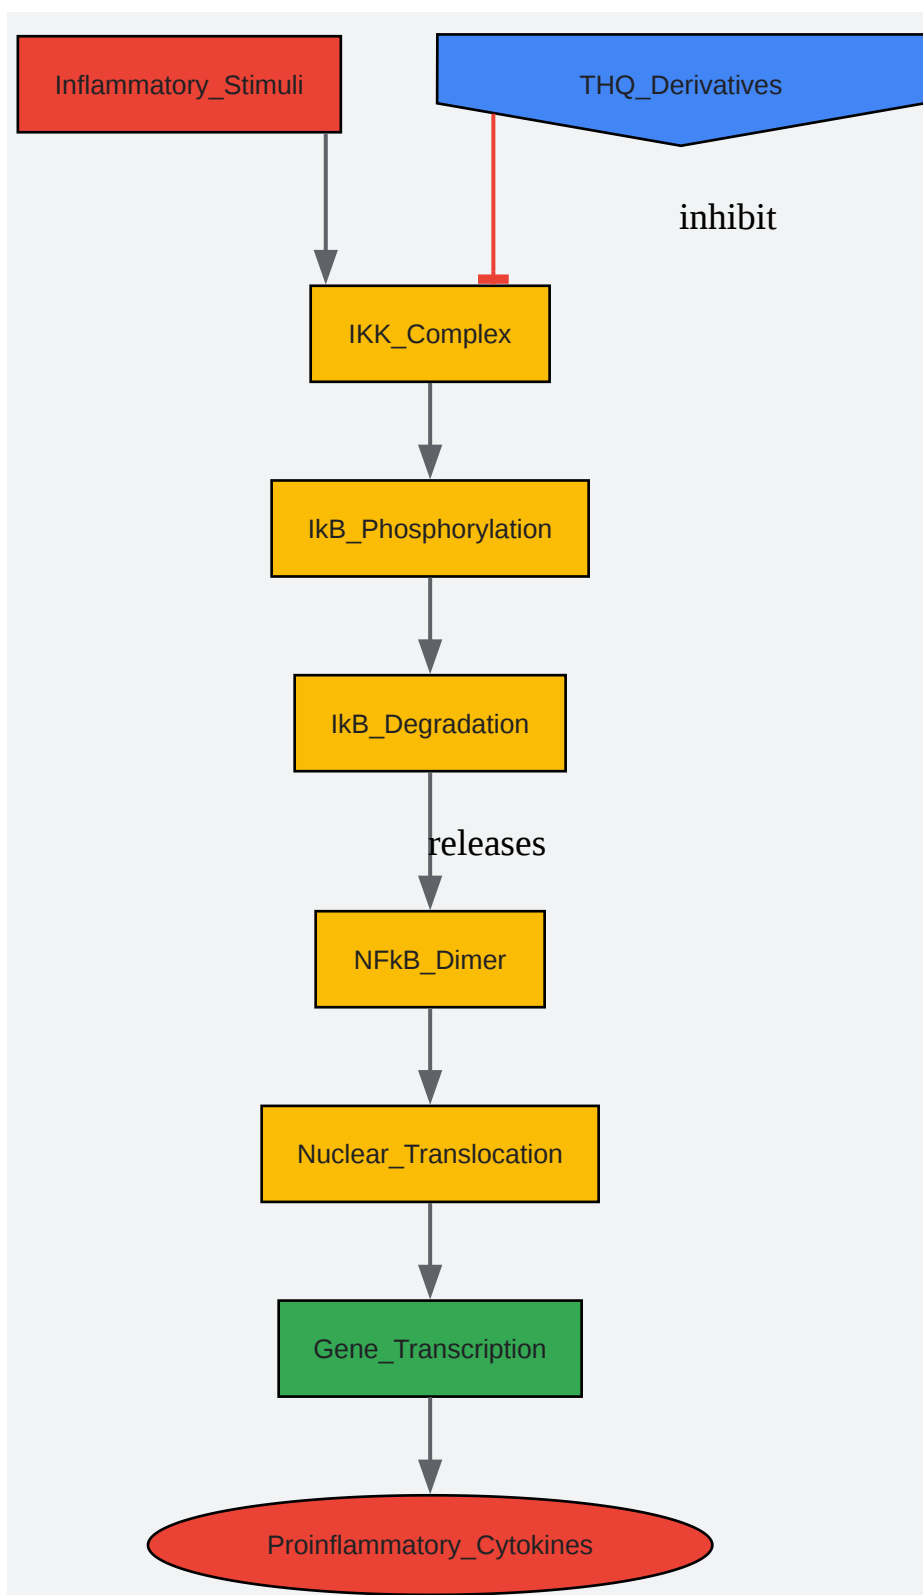 Inflammatory_Stimuli
THQ_Derivatives
inhibit
IKK_Complex
IkB_Phosphorylation
IkB_Degradation
releases
NFkB_Dimer
Nuclear_Translocation
Gene_Transcription
Proinflammatory_Cytokines